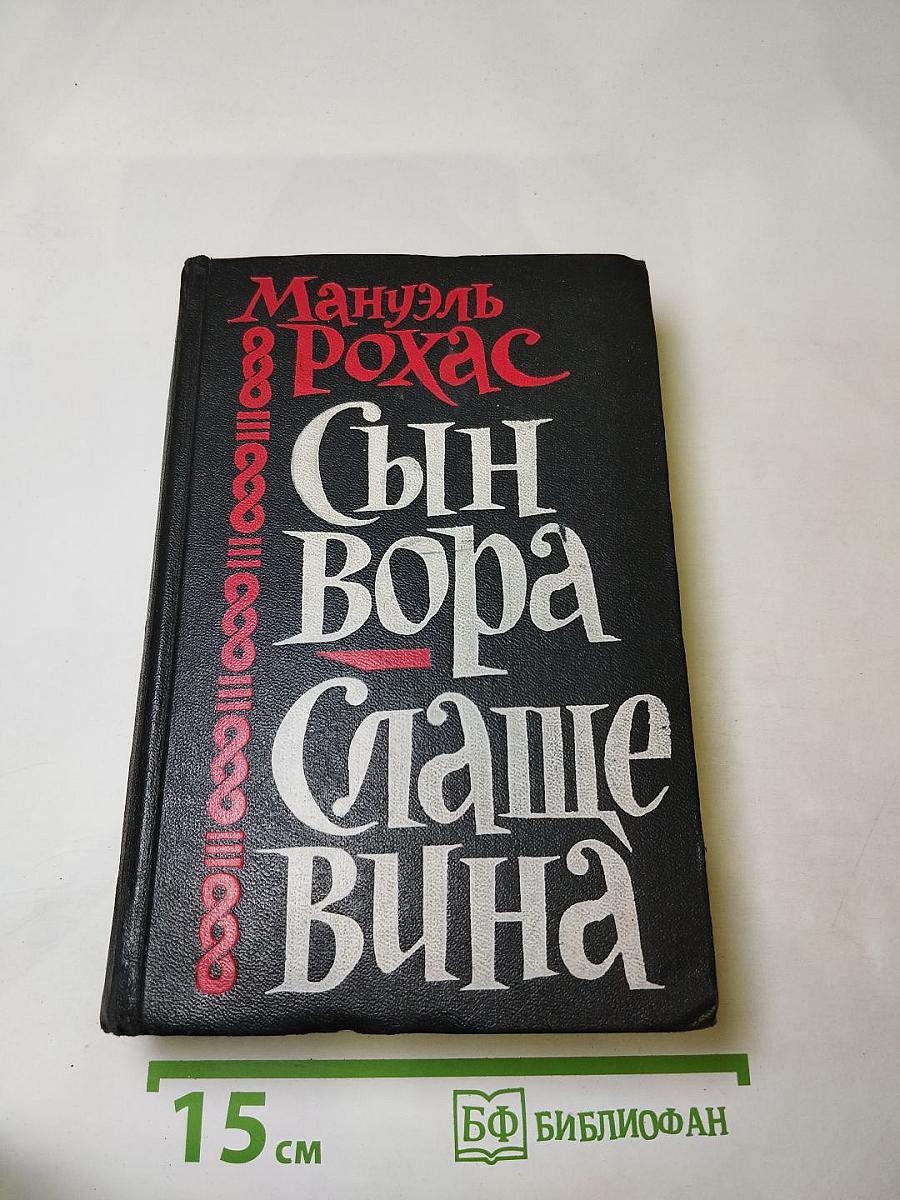 Мануэль
Рохас
Сын
вора
Слаще
вина
15 см
БФ БИБЛИОФАН